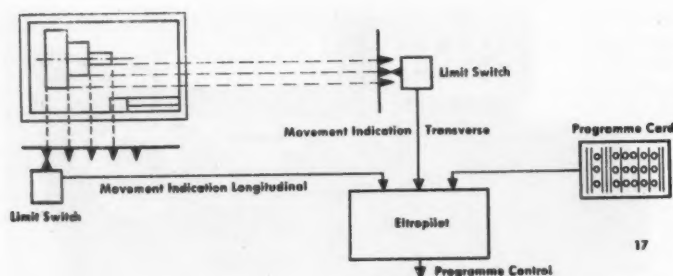 Limit Switch
Movement Indication Transverse
Programme Card
Movement Indication Longitudinal
Limit Switch
Eltropilot
17
Programme Control